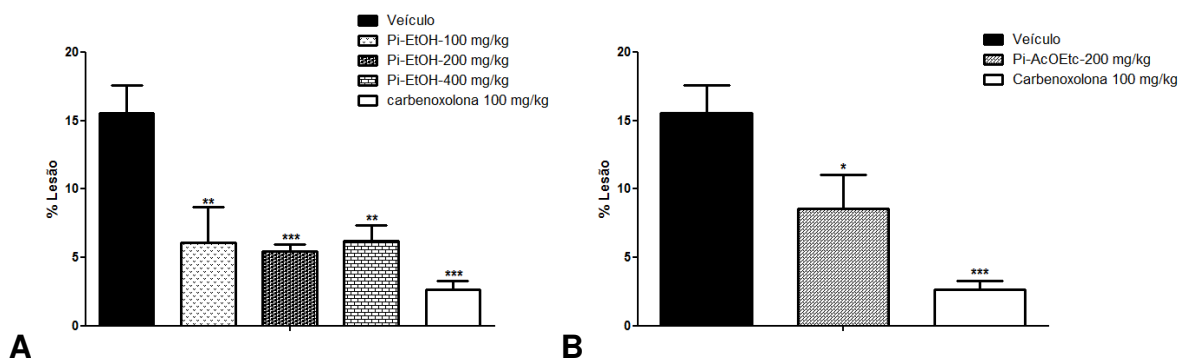 Veículo
Pi-EtOH-100 mg/kg
Pi-EtOH-200 mg/kg
Pi-EtOH-400 mg/kg
carbenoxolona 100 mg/kg
20
15
10
5
0
% Lesão
**
***
**
***
A
Veículo
Pi-AcOEtc-200 mg/kg
Carbenoxolona 100 mg/kg
20
15
10
5
0
% Lesão
*
***
B